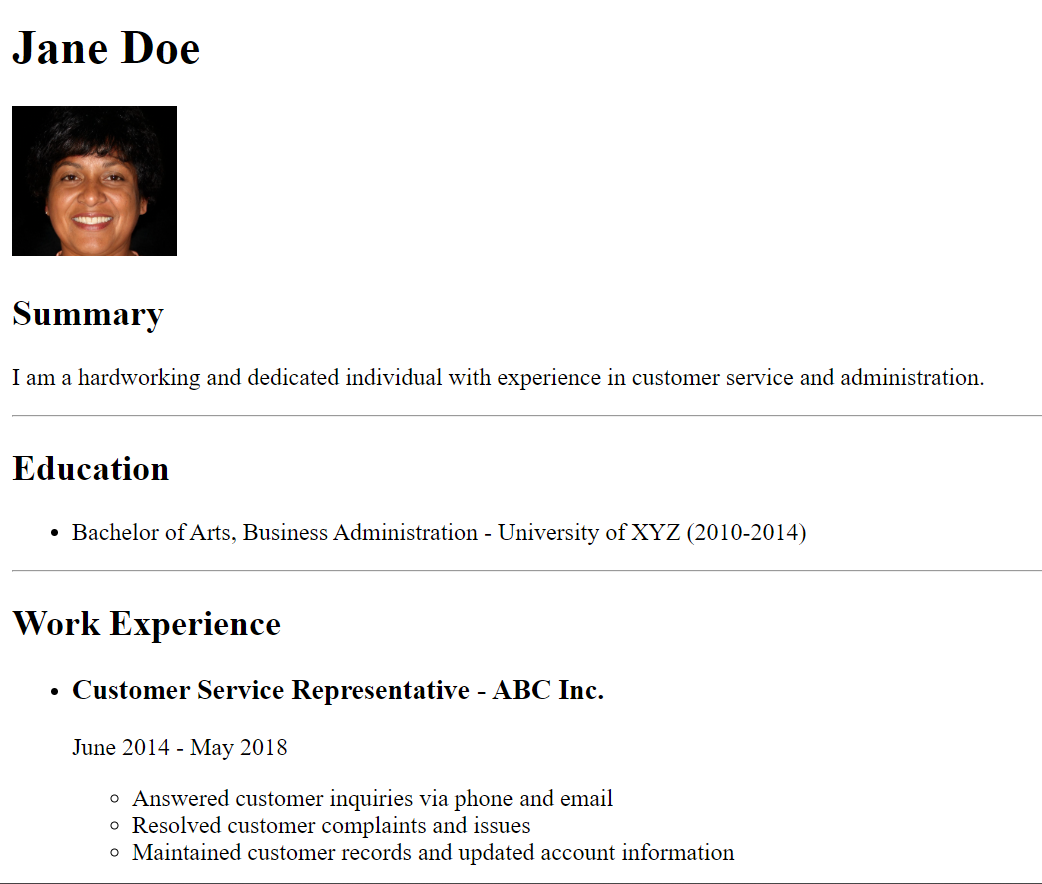 Jane Doe
Summary
I am a hardworking and dedicated individual with experience in customer service and administration.
Education
Bachelor of Arts, Business Administration - University of XYZ (2010-2014)
Work Experience
Customer Service Representative - ABC Inc.
June 2014 - May 2018
Answered customer inquiries via phone and email
Resolved customer complaints and issues
Maintained customer records and updated account information